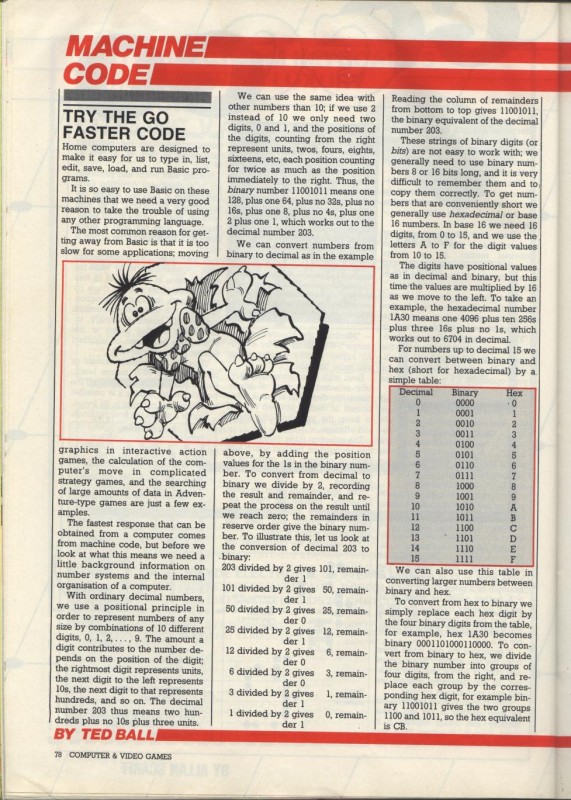 MACHINE
CODE
TRY THE GO
FASTER CODE
Home computers are designed to
make it easy for us to type in, list,
edit, save, load, and run Basic pro-
grams.
It is so easy to use Basic on these
machines that we need a very good
reason to take the trouble of using
any other programming language.
The most common reason for get-
ting away from Basic is that it is too
slow for some applications; moving
graphics in interactive action
games, the calculation of the com-
puter's move in complicated
strategy games, and the searching
of large amounts of data in Adven-
ture-type games are just a few ex-
amples.
The fastest response that can be
obtained from a computer comes
from machine code, but before we
look at what this means we need a
little background information on
number systems and the internal
organisation of a computer.
With ordinary decimal numbers,
we use a positional principle in
order to represent numbers of any
size by combinations of 10 different
digits, 0, 1, 2, . . . , 9. The amount a
digit contributes to the number de-
pends on the position of the digit;
the rightmost digit represents units,
the next digit to the left represents
10s, the next digit to that represents
hundreds, and so on. The decimal
number 203 thus means two hun-
dreds plus no 10s plus three units.
We can use the same idea with
other numbers than 10; if we use 2
instead of 10 we only need two
digits, 0 and 1, and the positions of
the digits, counting from the right
represent units, twos, fours, eights,
sixteens, etc, each position counting
for twice as much as the position
immediately to the right. Thus, the
binary number 11001011 means one
128, plus one 64, plus no 32s, plus no
16s, plus one 8, plus no 4s, plus one
2 plus one 1, which works out to the
decimal number 203.
We can convert numbers from
binary to decimal as in the example
above, by adding the position
values for the 1s in the binary num-
ber. To convert from decimal to
binary we divide by 2, recording
the result and remainder, and re-
peat the process on the result until
we reach zero; the remainders in
reserve order give the binary num-
ber. To illustrate this, let us look at
the conversion of decimal 203 to
binary:
203 divided by 2 gives 101, remain-
der 1
101 divided by 2 gives 50, remain-
der 1
50 divided by 2 gives 25, remain-
der 0
25 divided by 2 gives 12, remain-
der 1
12 divided by 2 gives 6, remain-
der 0
6 divided by 2 gives 3, remain-
der 0
3 divided by 2 gives 1, remain-
der 1
1 divided by 2 gives 0, remain-
der 1
Reading the column of remainders
from bottom to top gives 11001011,
the binary equivalent of the decimal
number 203.
These strings of binary digits (or
bits) are not easy to work with; we
generally need to use binary num-
bers 8 or 16 bits long, and it is very
difficult to remember them and to
copy them correctly. To get num-
bers that are conveniently short we
generally use hexadecimal or base
16 numbers. In base 16 we need 16
digits, from 0 to 15, and we use the
letters A to F for the digit values
from 10 to 15.
The digits have positional values
as in decimal and binary, but this
time the values are multiplied by 16
as we move to the left. To take an
example, the hexadecimal number
1A30 means one 4096 plus ten 256s
plus three 16s plus no 1s, which
works out to 6704 in decimal.
For numbers up to decimal 15 we
can convert between binary and
hex (short for hexadecimal) by a
simple table:
Decimal Binary Hex
0 0000 0
1 0001 1
2 0010 2
3 0011 3
4 0100 4
5 0101 5
6 0110 6
7 0111 7
8 1000 8
9 1001 9
10 1010 A
11 1011 B
12 1100 C
13 1101 D
14 1110 E
15 1111 F
We can also use this table in
converting larger numbers between
binary and hex.
To convert from hex to binary we
simply replace each hex digit by
the four binary digits from the table,
for example, hex 1A30 becomes
binary 0001101000110000. To con-
vert from binary to hex, we divide
the binary number into groups of
four digits, from the right, and re-
place each group by the corres-
ponding hex digit, for example bin-
ary 11001011 gives the two groups
1100 and 1011, so the hex equivalent
is CB.
BY TED BALL
78 COMPUTER & VIDEO GAMES